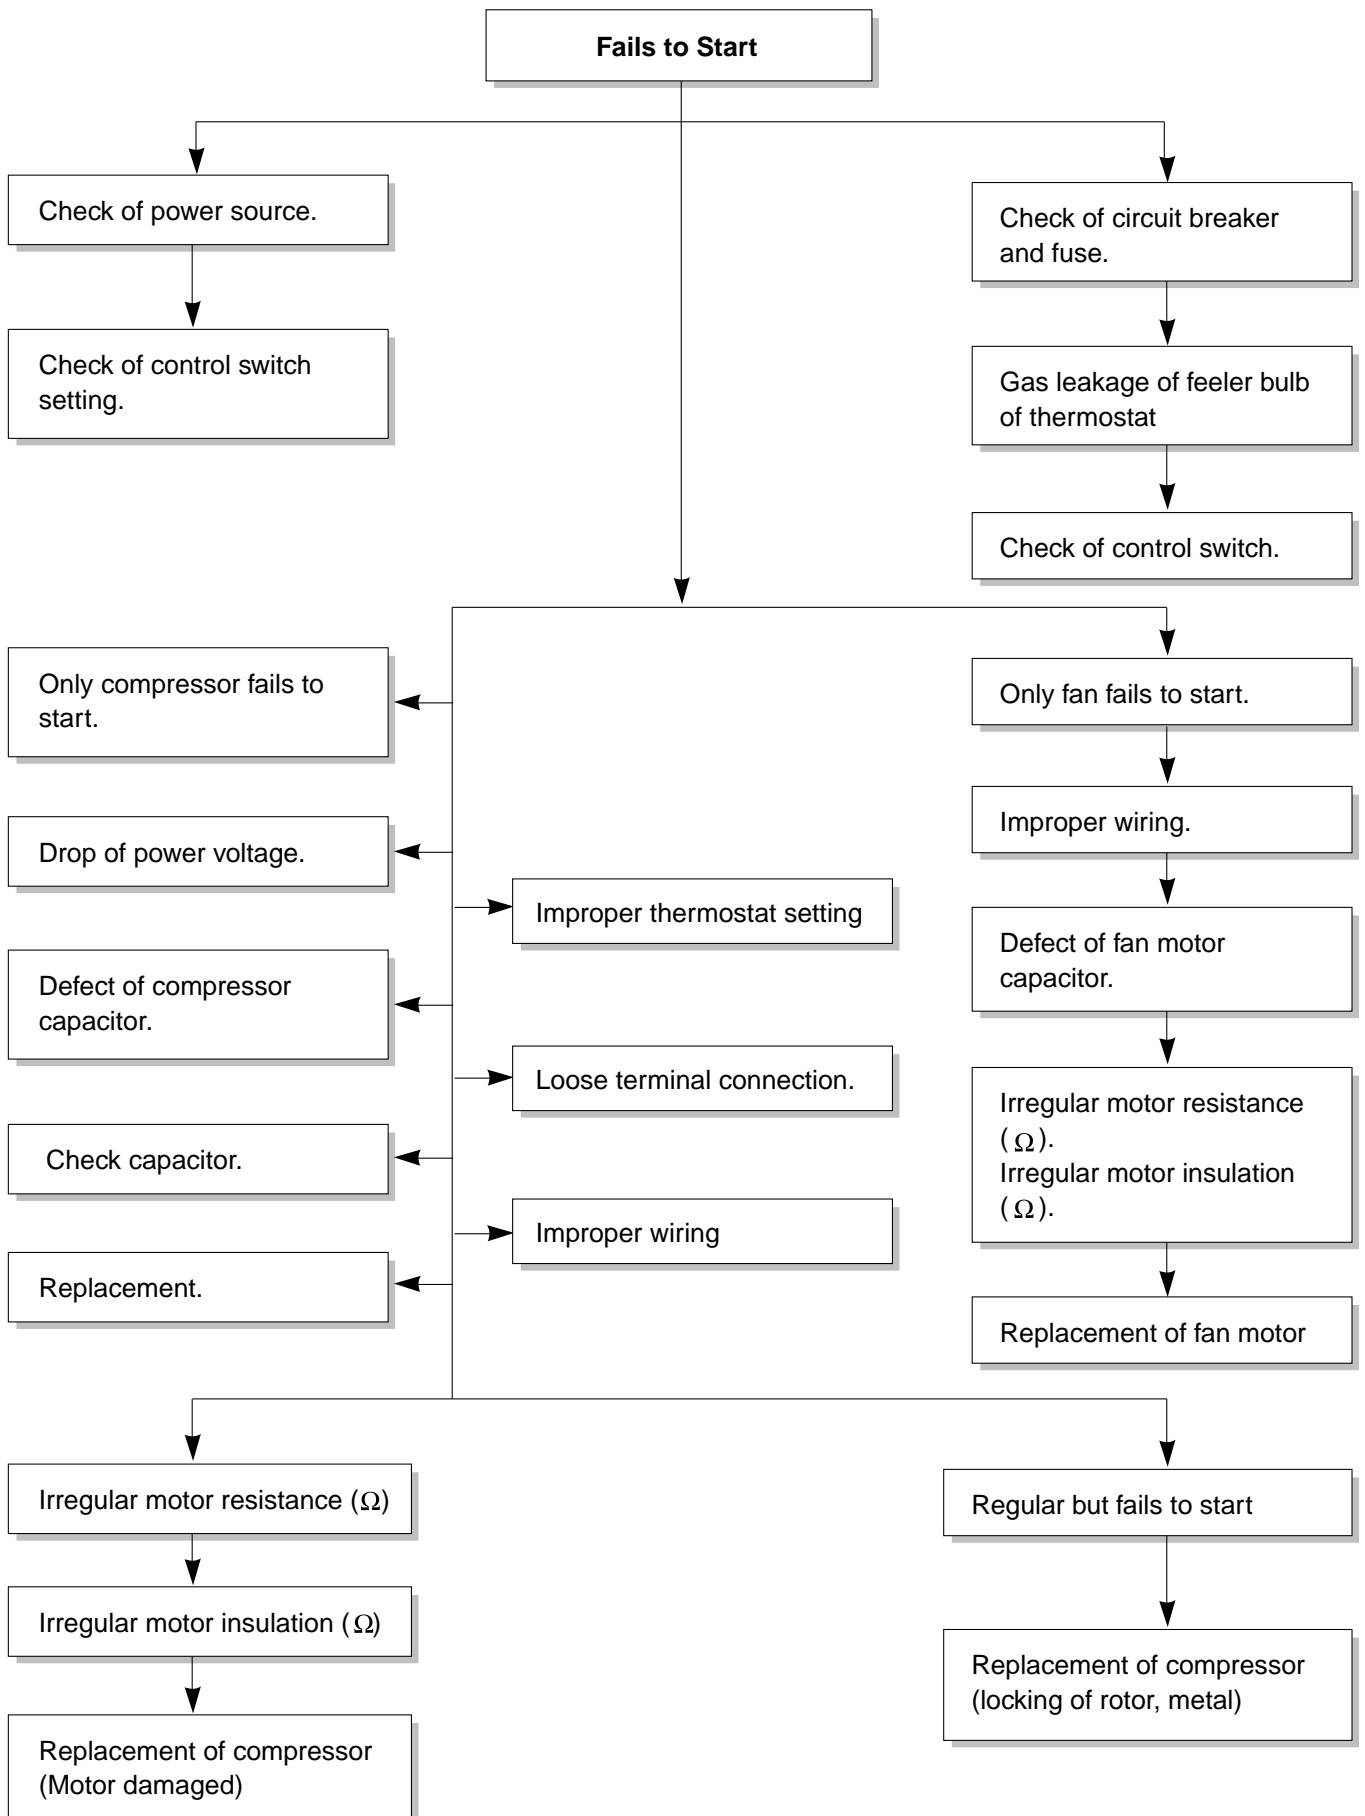 Fails to Start
Check of power source.
Check of control switch
setting.
Check of circuit breaker
and fuse.
Gas leakage of feeler bulb
of thermostat
Check of control switch.
Only compressor fails to
start.
Drop of power voltage.
Defect of compressor
capacitor.
Check capacitor.
Replacement.
Improper thermostat setting
Loose terminal connection.
Improper wiring
Only fan fails to start.
Improper wiring.
Defect of fan motor
capacitor.
Irregular motor resistance
(Ω).
Irregular motor insulation
(Ω).
Replacement of fan motor
Irregular motor resistance (Ω)
Irregular motor insulation (Ω)
Replacement of compressor
(Motor damaged)
Regular but fails to start
Replacement of compressor
(locking of rotor, metal)